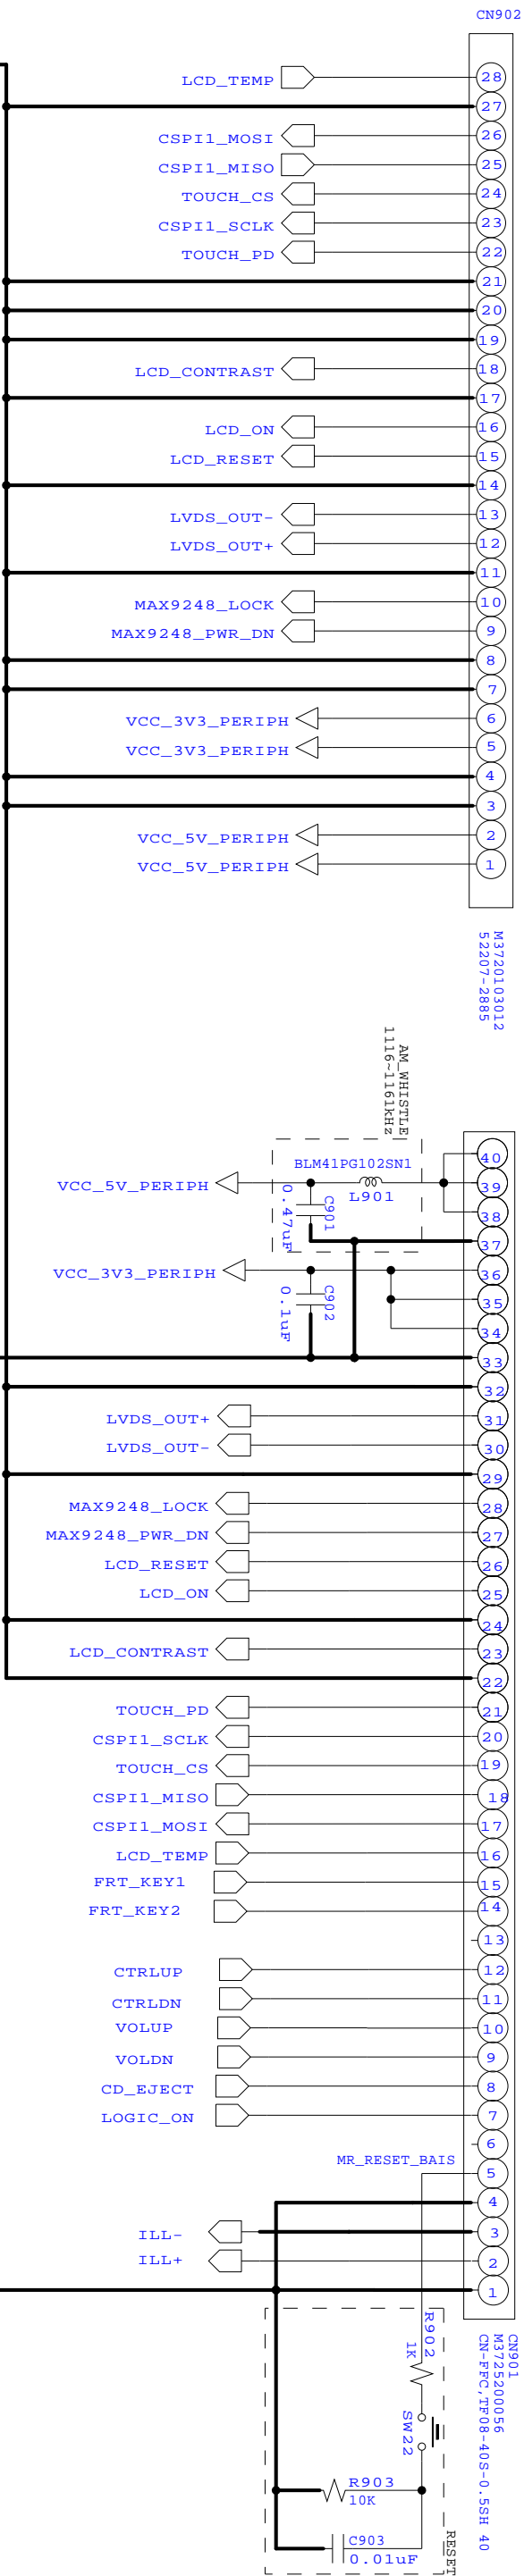 CN902
LCD_TEMP 28
27
CSPI1_MOSI 26
CSPI1_MISO 25
TOUCH_CS 24
CSPI1_SCLK 23
TOUCH_PD 22
21
20
19
LCD_CONTRAST 18
17
LCD_ON 16
LCD_RESET 15
14
LVDS_OUT- 13
LVDS_OUT+ 12
11
MAX9248_LOCK 10
MAX9248_PWR_DN 9
8
7
VCC_3V3_PERIPH 6
VCC_3V3_PERIPH 5
4
3
VCC_5V_PERIPH 2
VCC_5V_PERIPH 1
M3720103012
52207-2885
AM_WHISTLE
1116~1161kHz
40
BLM41PG102SN1
VCC_5V_PERIPH L901 39
C901
0.47uF
38
37
VCC_3V3_PERIPH 36
C902
0.1uF
35
34
33
32
LVDS_OUT+ 31
LVDS_OUT- 30
29
MAX9248_LOCK 28
MAX9248_PWR_DN 27
LCD_RESET 26
LCD_ON 25
24
LCD_CONTRAST 23
22
TOUCH_PD 21
CSPI1_SCLK 20
TOUCH_CS 19
CSPI1_MISO 18
CSPI1_MOSI 17
LCD_TEMP 16
FRT_KEY1 15
FRT_KEY2 14
13
CTRLUP 12
CTRLDN 11
VOLUP 10
VOLDN 9
CD_EJECT 8
LOGIC_ON 7
6
MR_RESET_BAIS 5
4
ILL- 3
ILL+ 2
1
CN901
M3725200056
CN-FFC,TF08-40S-0.5SH 40
R902
1K
SW22
R903
10K
C903
0.01uF
RESET